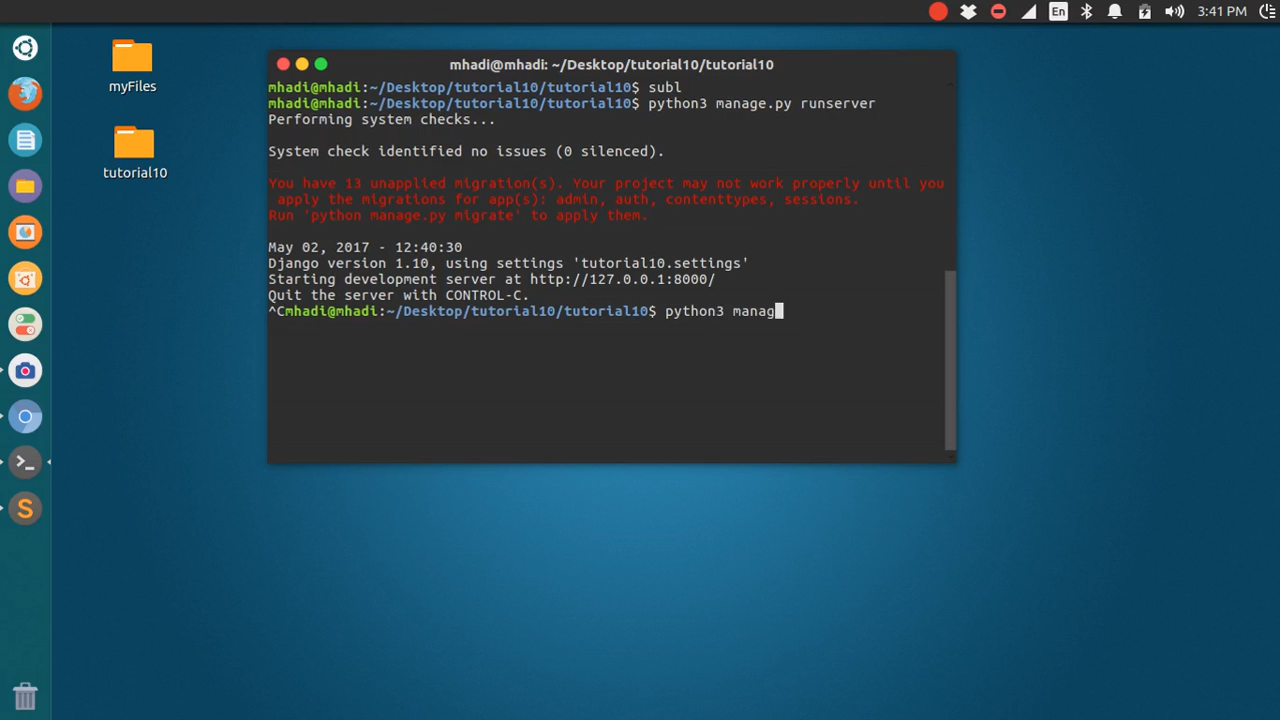 En
3:41 PM
myFiles
tutorial10
mhadi@mhadi: ~/Desktop/tutorial10/tutorial10
mhadi@mhadi:~/Desktop/tutorial10/tutorial10$ subl
mhadi@mhadi:~/Desktop/tutorial10/tutorial10$ python3 manage.py runserver
Performing system checks...
System check identified no issues (0 silenced).
You have 13 unapplied migration(s). Your project may not work properly until you
apply the migrations for app(s): admin, auth, contenttypes, sessions.
Run 'python manage.py migrate' to apply them.
May 02, 2017 - 12:40:30
Django version 1.10, using settings 'tutorial10.settings'
Starting development server at http://127.0.0.1:8000/
Quit the server with CONTROL-C.
^Cmhadi@mhadi:~/Desktop/tutorial10/tutorial10$ python3 manag